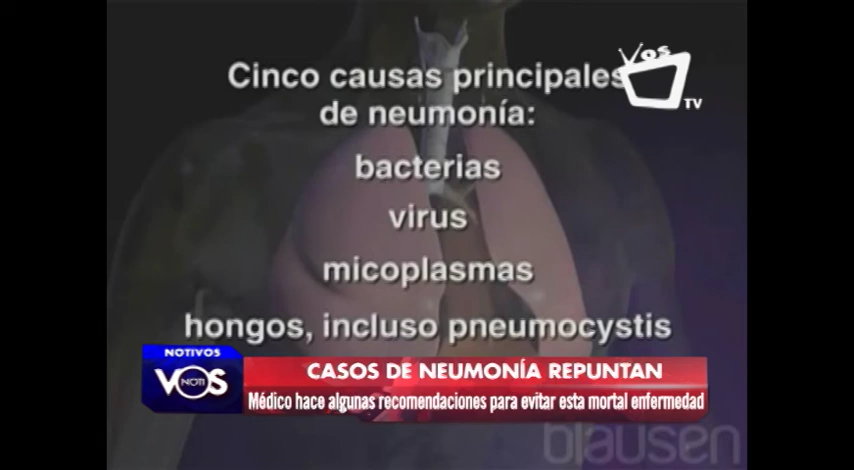 Cinco causas principales
de neumonía:
bacterias
virus
micoplasmas
hongos, incluso pneumocystis
VOS
TV
NOTIVOS
VOS
NOTI
CASOS DE NEUMONÍA REPUNTAN
Médico hace algunas recomendaciones para evitar esta mortal enfermedad
blausen